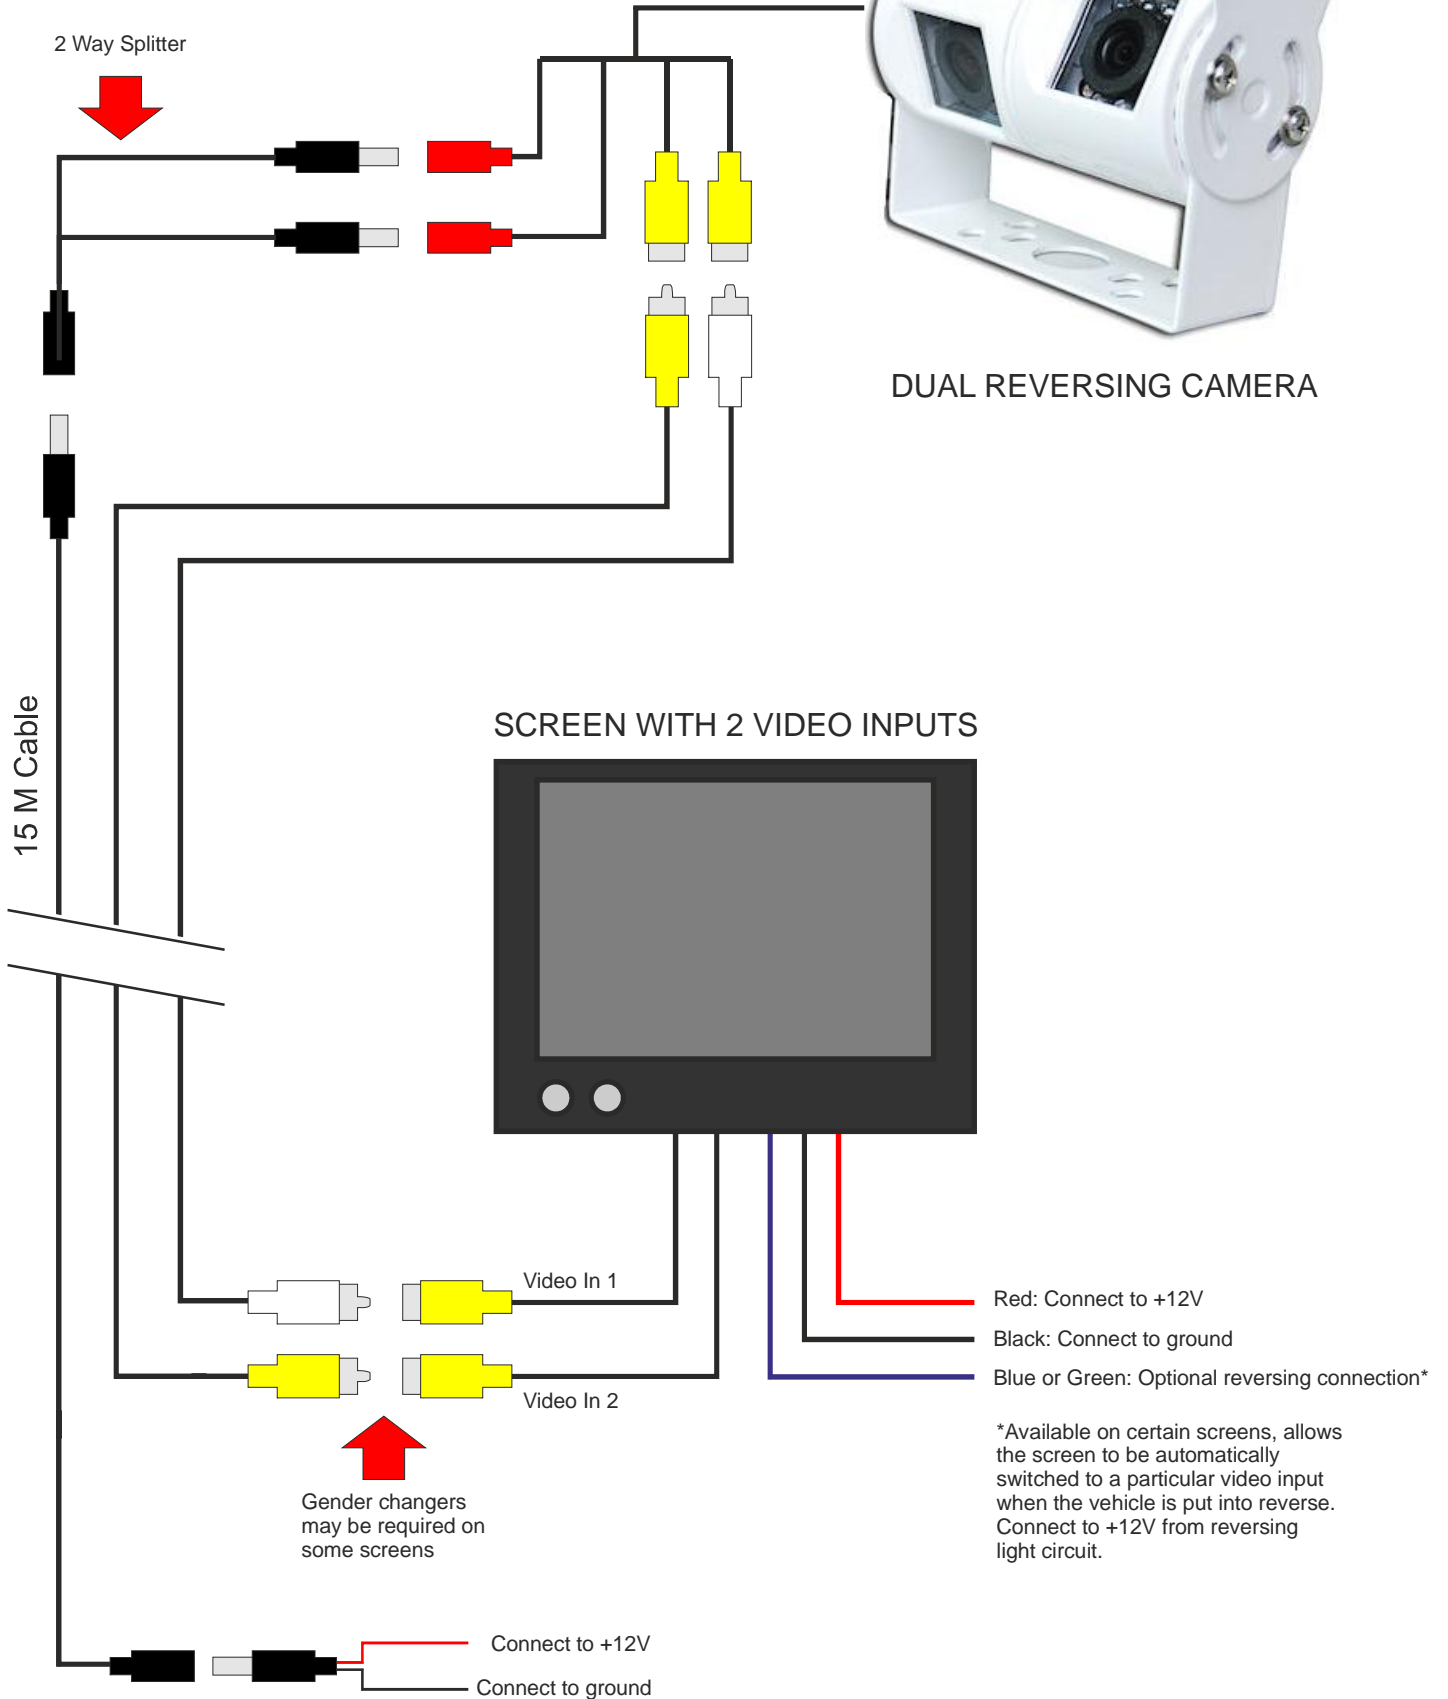 2 Way Splitter
DUAL REVERSING CAMERA
15 M Cable
SCREEN WITH 2 VIDEO INPUTS
Video In 1
Video In 2
Red: Connect to +12V
Black: Connect to ground
Blue or Green: Optional reversing connection*
*Available on certain screens, allows
the screen to be automatically
switched to a particular video input
when the vehicle is put into reverse.
Connect to +12V from reversing
light circuit.
Gender changers
may be required on
some screens
Connect to +12V
Connect to ground